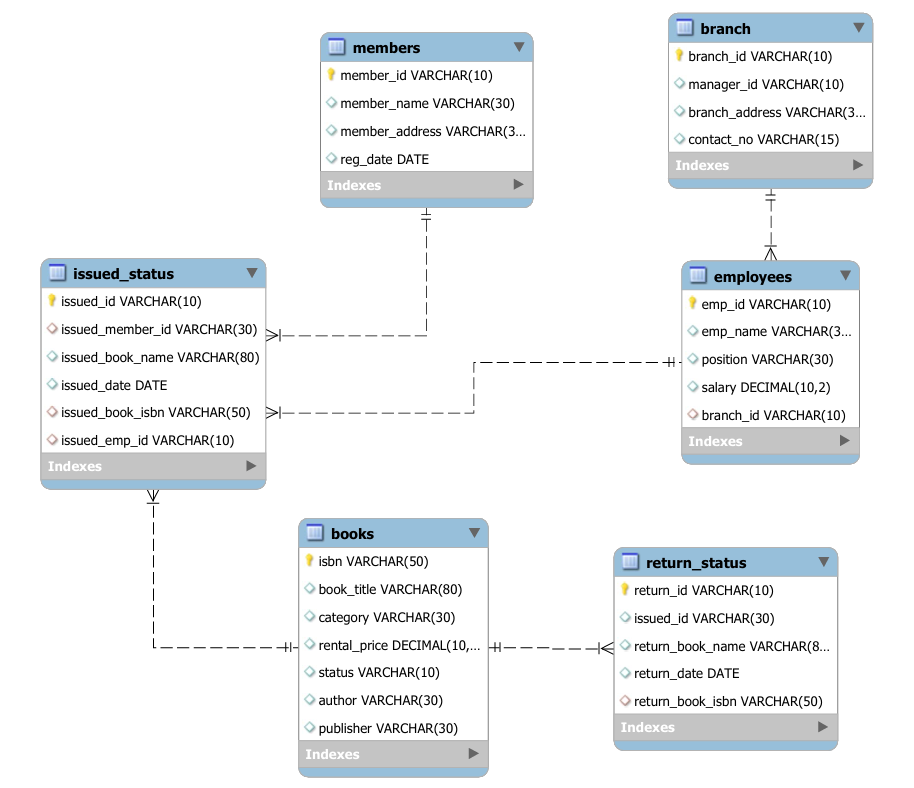 members
member_id VARCHAR(10)
member_name VARCHAR(30)
member_address VARCHAR(3...
reg_date DATE
Indexes
branch
branch_id VARCHAR(10)
manager_id VARCHAR(10)
branch_address VARCHAR(3...
contact_no VARCHAR(15)
Indexes
issued_status
issued_id VARCHAR(10)
issued_member_id VARCHAR(30)
issued_book_name VARCHAR(80)
issued_date DATE
issued_book_isbn VARCHAR(50)
issued_emp_id VARCHAR(10)
Indexes
employees
emp_id VARCHAR(10)
emp_name VARCHAR(3...
position VARCHAR(30)
salary DECIMAL(10,2)
branch_id VARCHAR(10)
Indexes
books
isbn VARCHAR(50)
book_title VARCHAR(80)
category VARCHAR(30)
rental_price DECIMAL(10,...
status VARCHAR(10)
author VARCHAR(30)
publisher VARCHAR(30)
Indexes
return_status
return_id VARCHAR(10)
issued_id VARCHAR(30)
return_book_name VARCHAR(8...
return_date DATE
return_book_isbn VARCHAR(50)
Indexes